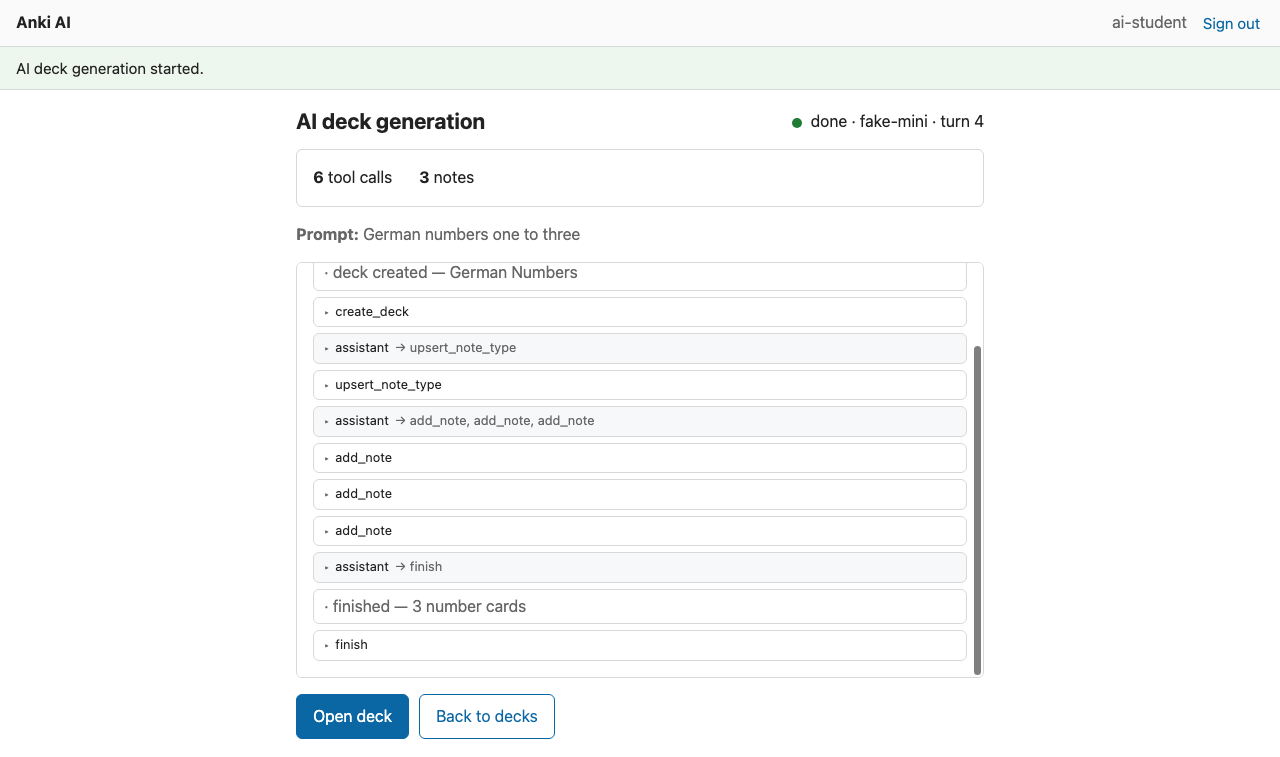 Anki AI
ai-student Sign out
AI deck generation started.
AI deck generation
done · fake-mini · turn 4
6 tool calls 3 notes
Prompt: German numbers one to three
· deck created — German Numbers
▸ create_deck
▸ assistant → upsert_note_type
▸ upsert_note_type
▸ assistant → add_note, add_note, add_note
▸ add_note
▸ add_note
▸ add_note
▸ assistant → finish
· finished — 3 number cards
▸ finish
Open deck Back to decks